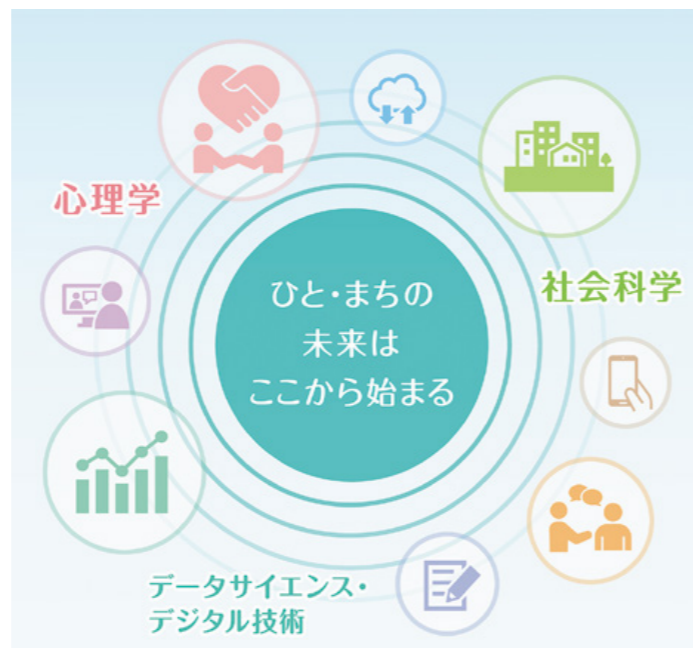 心理学
社会科学
ひと・まちの
未来は
ここから始まる
データサイエンス・
デジタル技術